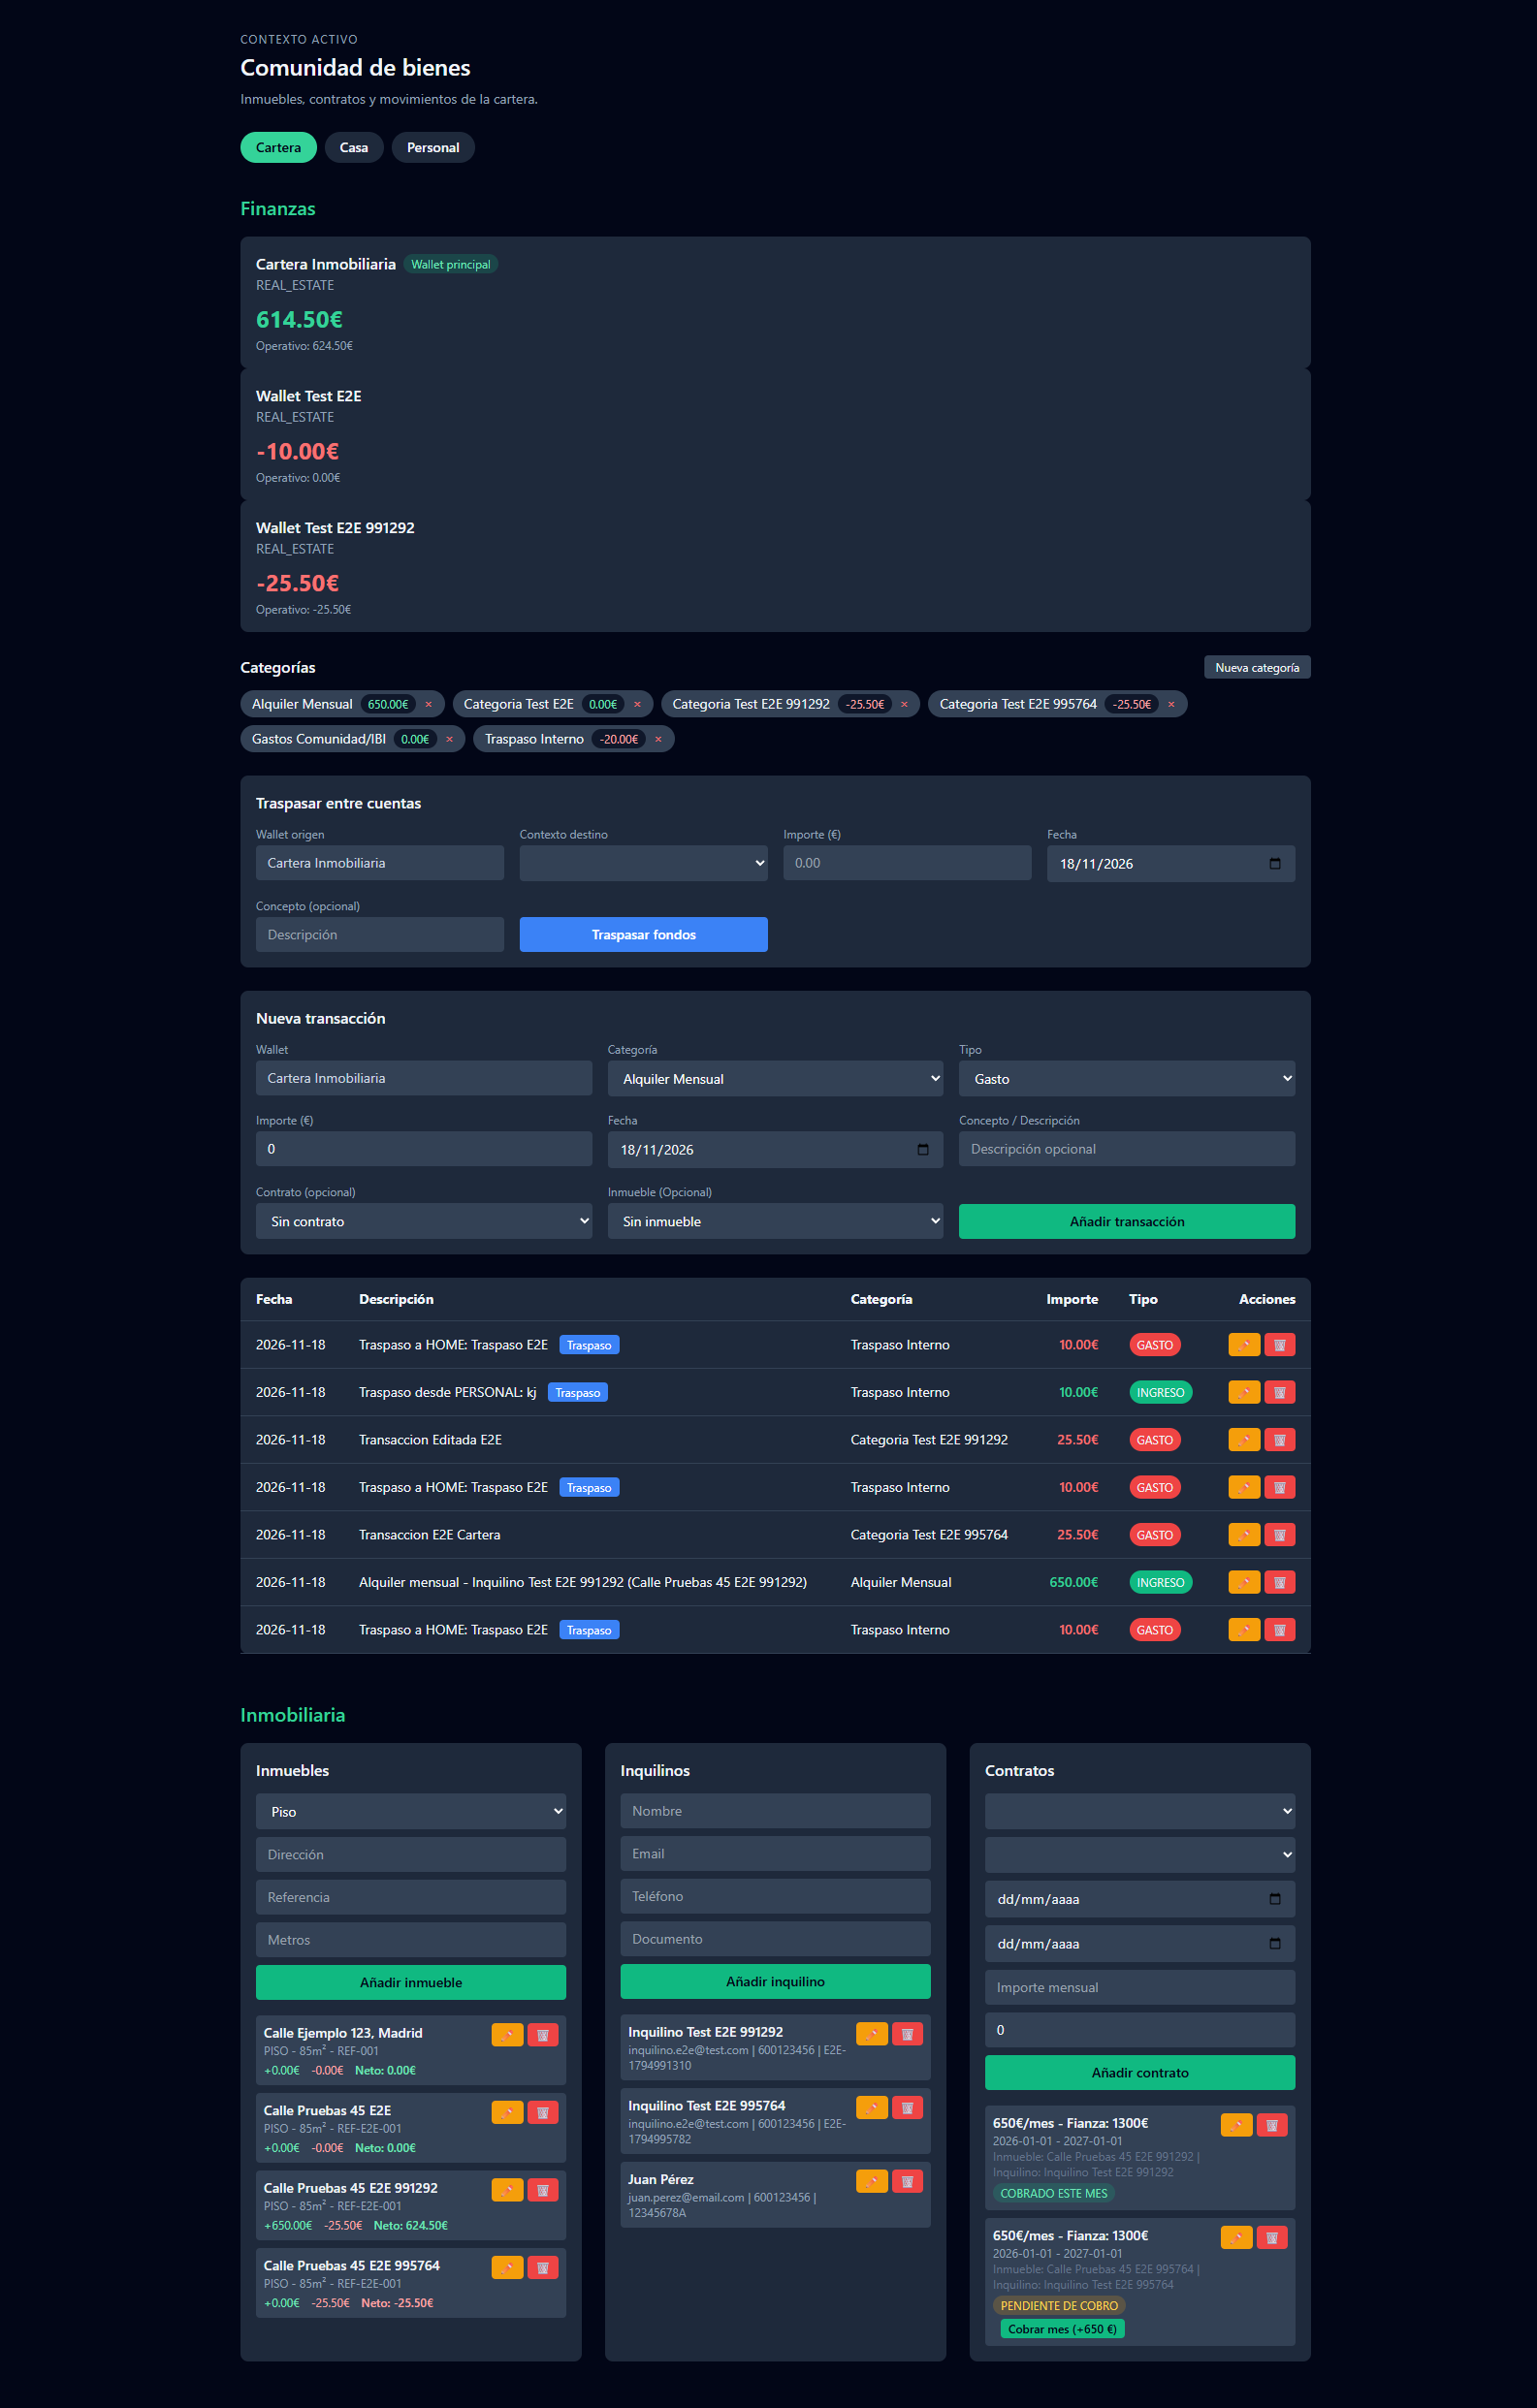 CONTEXTO ACTIVO
Comunidad de bienes
Inmuebles, contratos y movimientos de la cartera.
Cartera Casa Personal
Finanzas
Cartera Inmobiliaria Wallet principal
REAL_ESTATE
614.50€
Operativo: 624.50€
Wallet Test E2E
REAL_ESTATE
-10.00€
Operativo: 0.00€
Wallet Test E2E 991292
REAL_ESTATE
-25.50€
Operativo: -25.50€
Categorías Nueva categoría
Alquiler Mensual 650.00€ × Categoria Test E2E 0.00€ × Categoria Test E2E 991292 -25.50€ × Categoria Test E2E 995764 -25.50€ ×
Gastos Comunidad/IBI 0.00€ × Traspaso Interno -20.00€ ×
Traspasar entre cuentas
Wallet origen Contexto destino Importe (€) Fecha
Cartera Inmobiliaria 0.00 18/11/2026
Concepto (opcional)
Descripción Traspasar fondos
Nueva transacción
Wallet Categoría Tipo
Cartera Inmobiliaria Alquiler Mensual Gasto
Importe (€) Fecha Concepto / Descripción
0 18/11/2026 Descripción opcional
Contrato (opcional) Inmueble (Opcional)
Sin contrato Sin inmueble Añadir transacción
Fecha Descripción Categoría Importe Tipo Acciones
2026-11-18 Traspaso a HOME: Traspaso E2E Traspaso Traspaso Interno 10.00€ GASTO
2026-11-18 Traspaso desde PERSONAL: kj Traspaso Traspaso Interno 10.00€ INGRESO
2026-11-18 Transaccion Editada E2E Categoria Test E2E 991292 25.50€ GASTO
2026-11-18 Traspaso a HOME: Traspaso E2E Traspaso Traspaso Interno 10.00€ GASTO
2026-11-18 Transaccion E2E Cartera Categoria Test E2E 995764 25.50€ GASTO
2026-11-18 Alquiler mensual - Inquilino Test E2E 991292 (Calle Pruebas 45 E2E 991292) Alquiler Mensual 650.00€ INGRESO
2026-11-18 Traspaso a HOME: Traspaso E2E Traspaso Traspaso Interno 10.00€ GASTO
Inmobiliaria
Inmuebles
Piso
Dirección
Referencia
Metros
Añadir inmueble
Calle Ejemplo 123, Madrid
PISO - 85m² - REF-001
+0.00€ -0.00€ Neto: 0.00€
Calle Pruebas 45 E2E
PISO - 85m² - REF-E2E-001
+0.00€ -0.00€ Neto: 0.00€
Calle Pruebas 45 E2E 991292
PISO - 85m² - REF-E2E-001
+650.00€ -25.50€ Neto: 624.50€
Calle Pruebas 45 E2E 995764
PISO - 85m² - REF-E2E-001
+0.00€ -25.50€ Neto: -25.50€
Inquilinos
Nombre
Email
Teléfono
Documento
Añadir inquilino
Inquilino Test E2E 991292
inquilino.e2e@test.com | 600123456 | E2E-
1794991310
Inquilino Test E2E 995764
inquilino.e2e@test.com | 600123456 | E2E-
1794995782
Juan Pérez
juan.perez@email.com | 600123456 |
12345678A
Contratos
dd/mm/aaaa
dd/mm/aaaa
Importe mensual
0
Añadir contrato
650€/mes - Fianza: 1300€
2026-01-01 - 2027-01-01
Inmueble: Calle Pruebas 45 E2E 991292 |
Inquilino: Inquilino Test E2E 991292
COBRADO ESTE MES
650€/mes - Fianza: 1300€
2026-01-01 - 2027-01-01
Inmueble: Calle Pruebas 45 E2E 995764 |
Inquilino: Inquilino Test E2E 995764
PENDIENTE DE COBRO
Cobrar mes (+650 €)